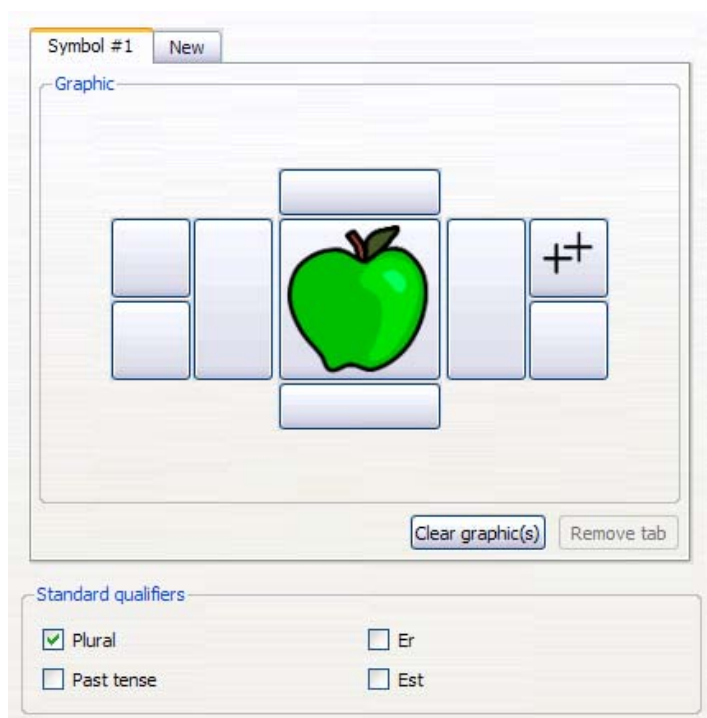 Symbol #1 New
Graphic
++
Clear graphic(s) Remove tab
Standard qualifiers
Plural Er
Past tense Est